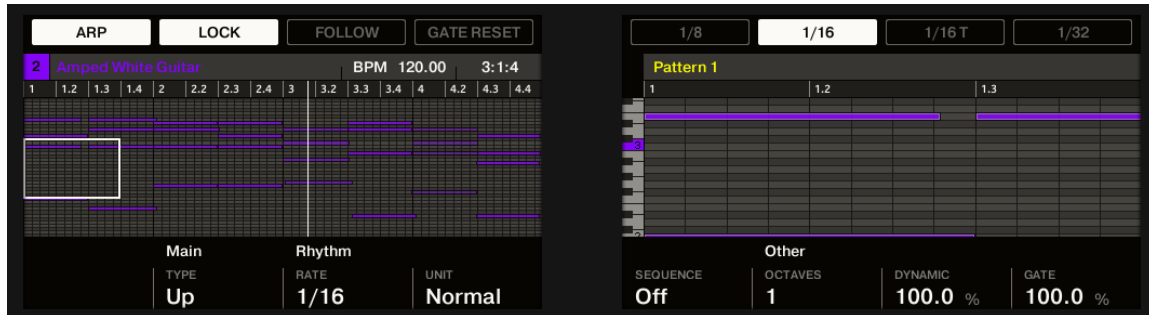 ARP LOCK FOLLOW GATE RESET
2 Amped White Guitar BPM 120.00 3:1:4
1 1.2 1.3 1.4 2 2.2 2.3 2.4 3 3.2 3.3 3.4 4 4.2 4.3 4.4
Main Rhythm
TYPE RATE UNIT
Up 1/16 Normal
1/8 1/16 1/16 T 1/32
Pattern 1
1 1.2 1.3
3
2
Other
SEQUENCE OCTAVES DYNAMIC GATE
Off 1 100.0 % 100.0 %